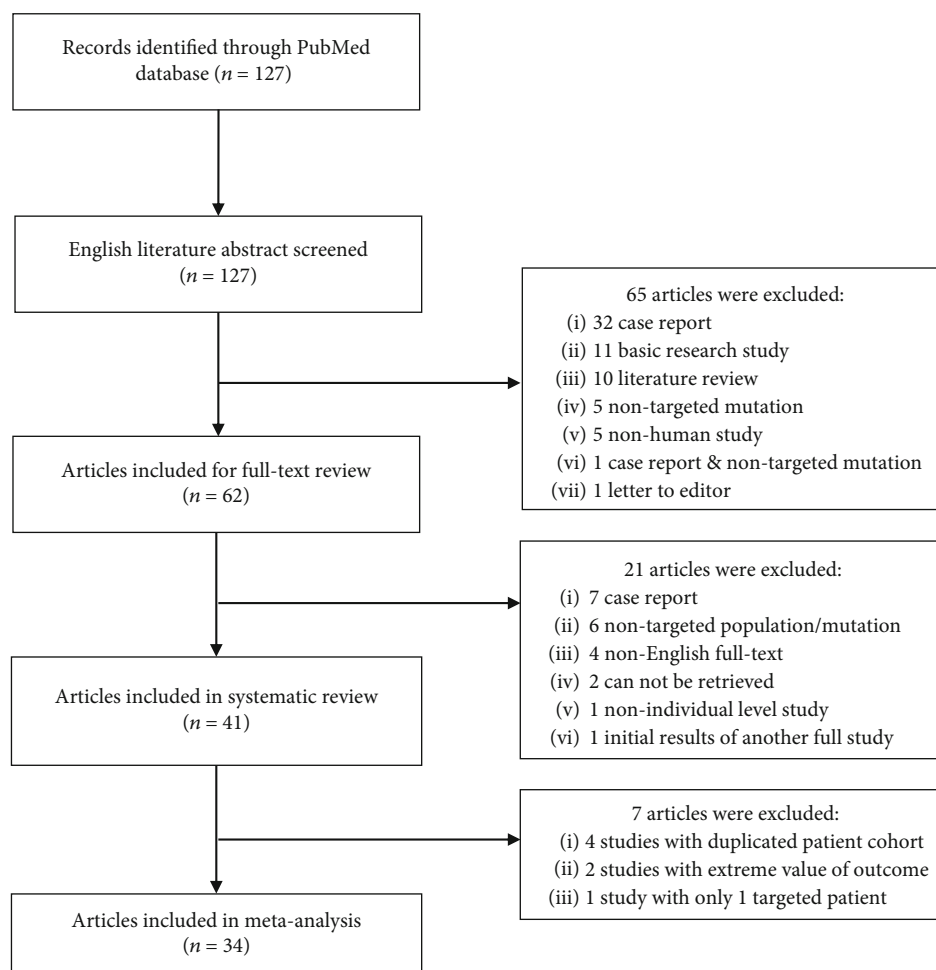 Records identified through PubMed
database (n = 127)
English literature abstract screened
(n = 127)
65 articles were excluded:
(i) 32 case report
(ii) 11 basic research study
(iii) 10 literature review
(iv) 5 non-targeted mutation
(v) 5 non-human study
(vi) 1 case report & non-targeted mutation
(vii) 1 letter to editor
Articles included for full-text review
(n = 62)
21 articles were excluded:
(i) 7 case report
(ii) 6 non-targeted population/mutation
(iii) 4 non-English full-text
(iv) 2 can not be retrieved
(v) 1 non-individual level study
(vi) 1 initial results of another full study
Articles included in systematic review
(n = 41)
7 articles were excluded:
(i) 4 studies with duplicated patient cohort
(ii) 2 studies with extreme value of outcome
(iii) 1 study with only 1 targeted patient
Articles included in meta-analysis
(n = 34)